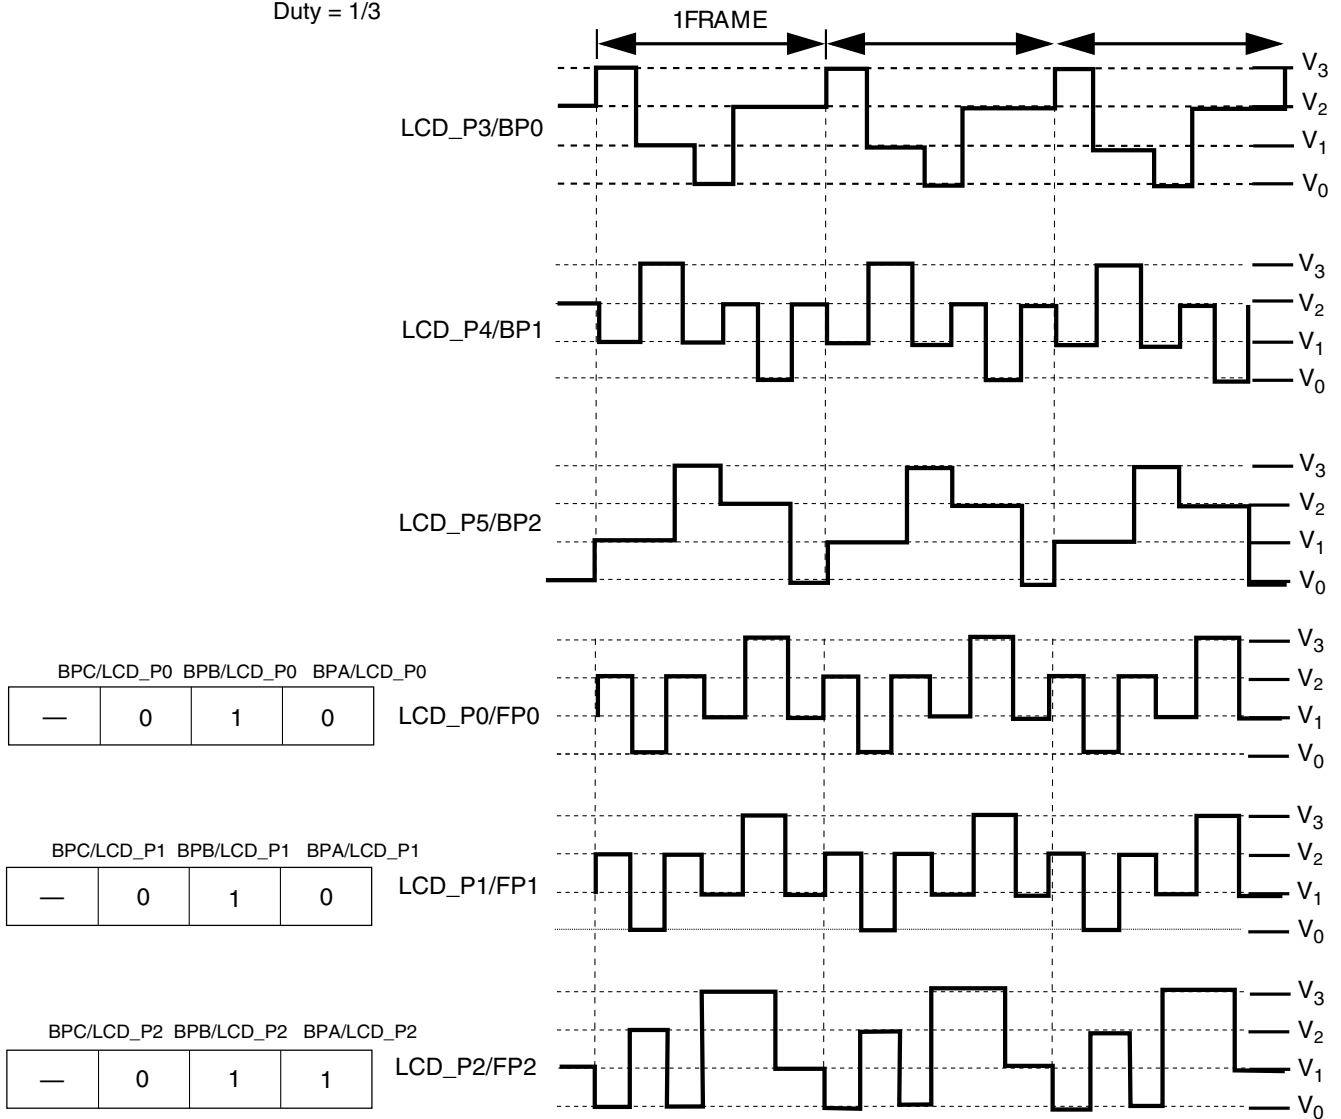 Duty = 1/3
1FRAME
V3
LCD_P3/BP0
V2
V1
V0
V3
LCD_P4/BP1
V2
V1
V0
V3
LCD_P5/BP2
V2
V1
V0
V3
BPC/LCD_P0 BPB/LCD_P0 BPA/LCD_P0
V2
— 0 1 0
LCD_P0/FP0
V1
V0
V3
BPC/LCD_P1 BPB/LCD_P1 BPA/LCD_P1
V2
— 0 1 0
LCD_P1/FP1
V1
V0
V3
BPC/LCD_P2 BPB/LCD_P2 BPA/LCD_P2
V2
— 0 1 1
LCD_P2/FP2
V1
V0